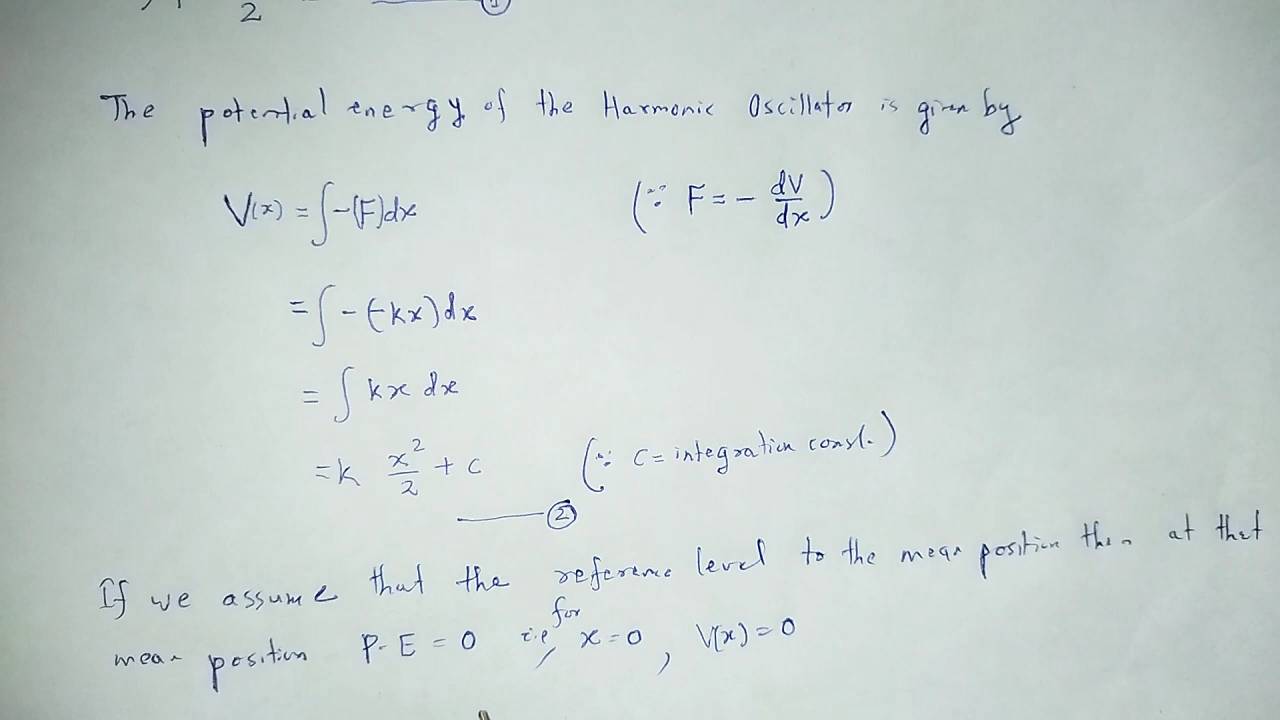 2 ——— ①
The potential energy of the Harmonic Oscillator is given by
V(x) = ∫-(F)dx (∵ F = - dV/dx)
= ∫ - (-kx) dx
= ∫ kx dx
= k x²/2 + c (∵ c = integration const.)
——— ②
If we assume that the reference level to the mean position then at that
mean position P.E = 0 i.e, for x = 0, V(x) = 0